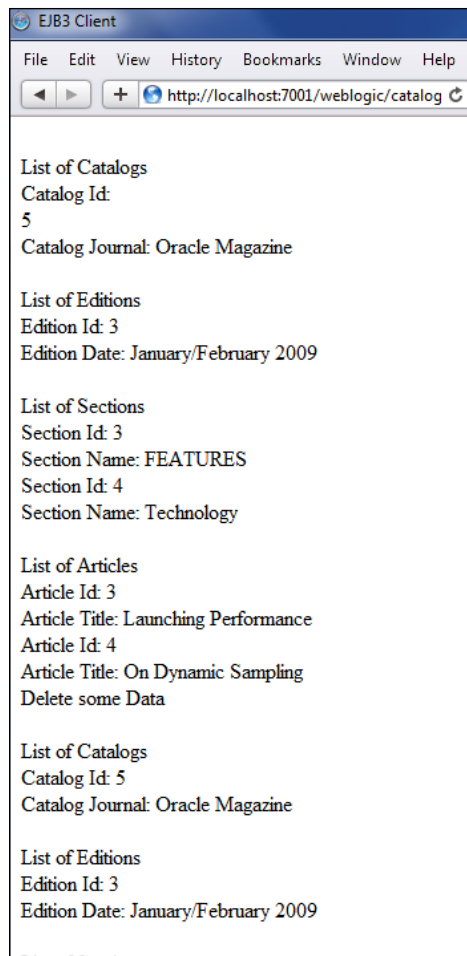 EJB3 Client
File Edit View History Bookmarks Window Help
http://localhost:7001/weblogic/catalog
List of Catalogs
Catalog Id:
5
Catalog Journal: Oracle Magazine
List of Editions
Edition Id: 3
Edition Date: January/February 2009
List of Sections
Section Id: 3
Section Name: FEATURES
Section Id: 4
Section Name: Technology
List of Articles
Article Id: 3
Article Title: Launching Performance
Article Id: 4
Article Title: On Dynamic Sampling
Delete some Data
List of Catalogs
Catalog Id: 5
Catalog Journal: Oracle Magazine
List of Editions
Edition Id: 3
Edition Date: January/February 2009